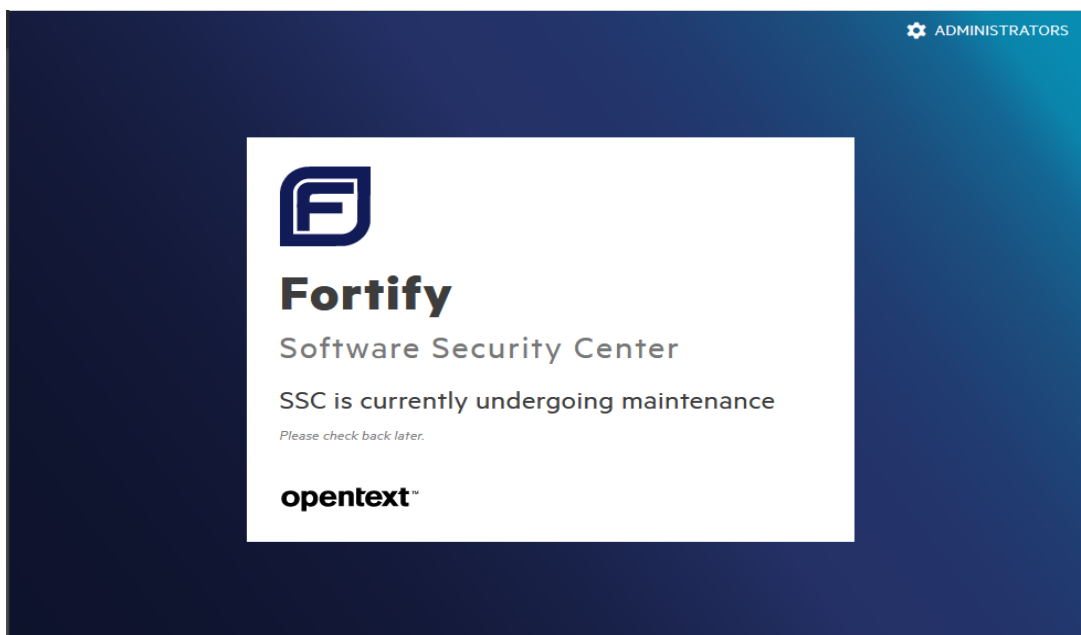 ADMINISTRATORS
F
Fortify
Software Security Center
SSC is currently undergoing maintenance
Please check back later.
opentext™